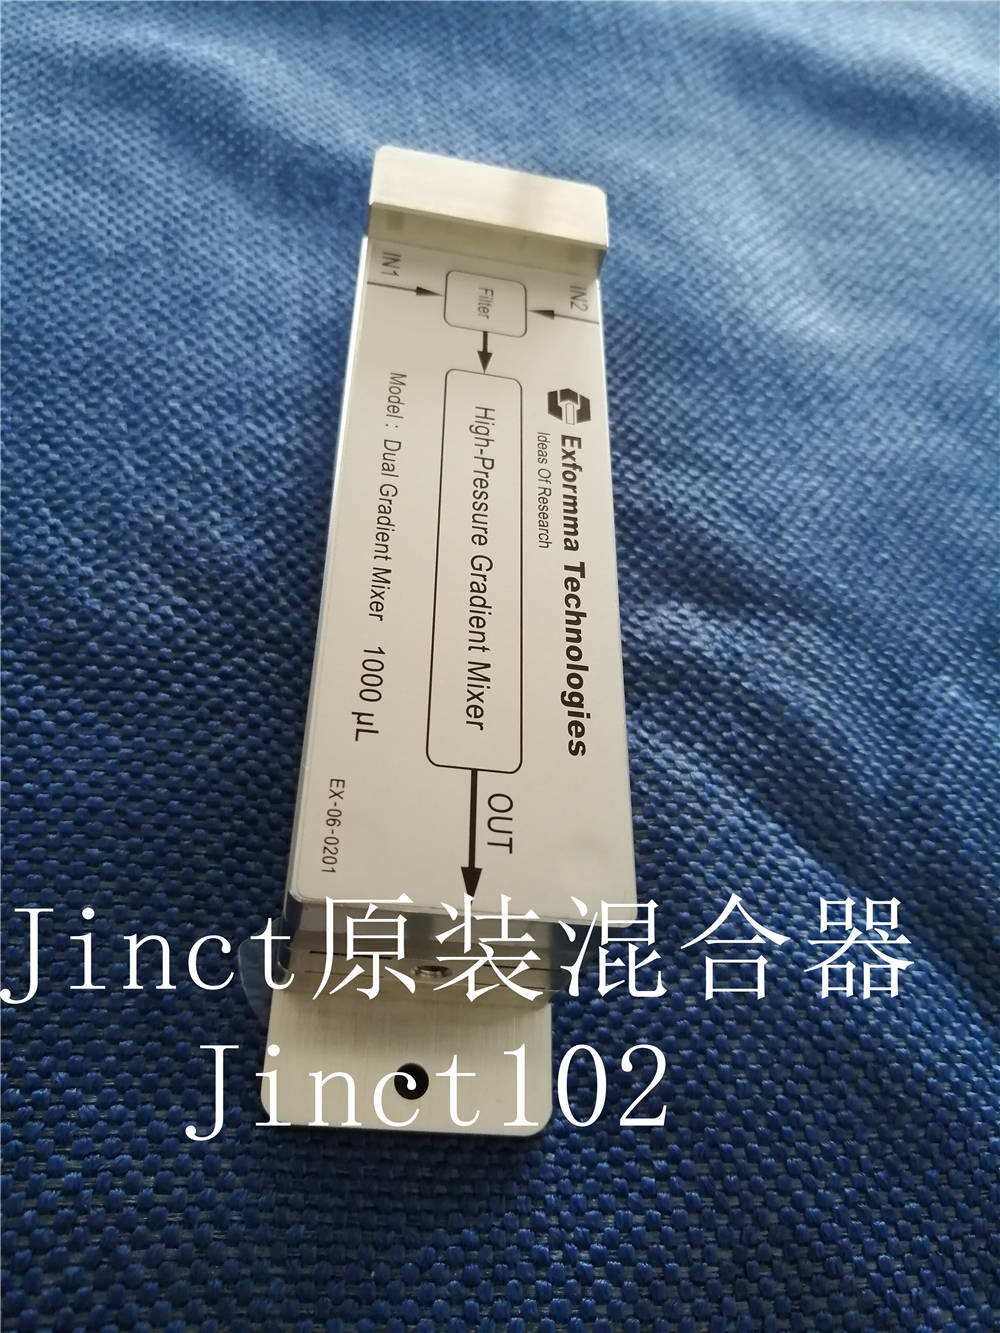 Exformma Technologies
Ideas Of Research
IN1
IN2
Filter
High-Pressure Gradient Mixer
OUT
Model : Dual Gradient Mixer 1000 µL
EX-06-0201
Jinct原装混合器
Jinct102